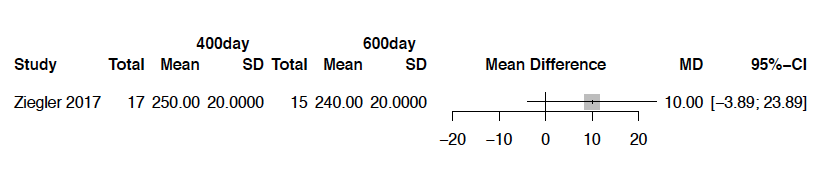 400day 600day
Study Total Mean SD Total Mean SD Mean Difference MD 95%−CI
Ziegler 2017 17 250.00 20.0000 15 240.00 20.0000 10.00 [−3.89; 23.89]
−20 −10 0 10 20